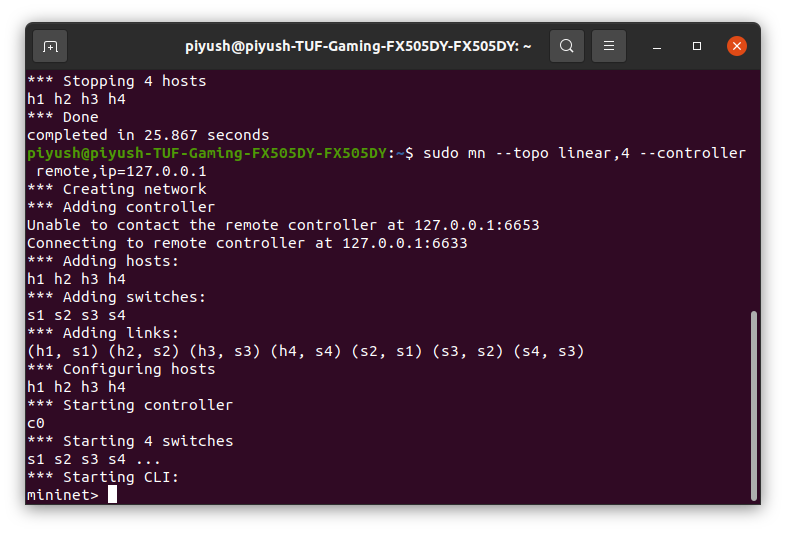 piyush@piyush-TUF-Gaming-FX505DY-FX505DY: ~
*** Stopping 4 hosts
h1 h2 h3 h4
*** Done
completed in 25.867 seconds
piyush@piyush-TUF-Gaming-FX505DY-FX505DY:~$ sudo mn --topo linear,4 --controller
 remote,ip=127.0.0.1
*** Creating network
*** Adding controller
Unable to contact the remote controller at 127.0.0.1:6653
Connecting to remote controller at 127.0.0.1:6633
*** Adding hosts:
h1 h2 h3 h4
*** Adding switches:
s1 s2 s3 s4
*** Adding links:
(h1, s1) (h2, s2) (h3, s3) (h4, s4) (s2, s1) (s3, s2) (s4, s3)
*** Configuring hosts
h1 h2 h3 h4
*** Starting controller
c0
*** Starting 4 switches
s1 s2 s3 s4 ...
*** Starting CLI:
mininet>